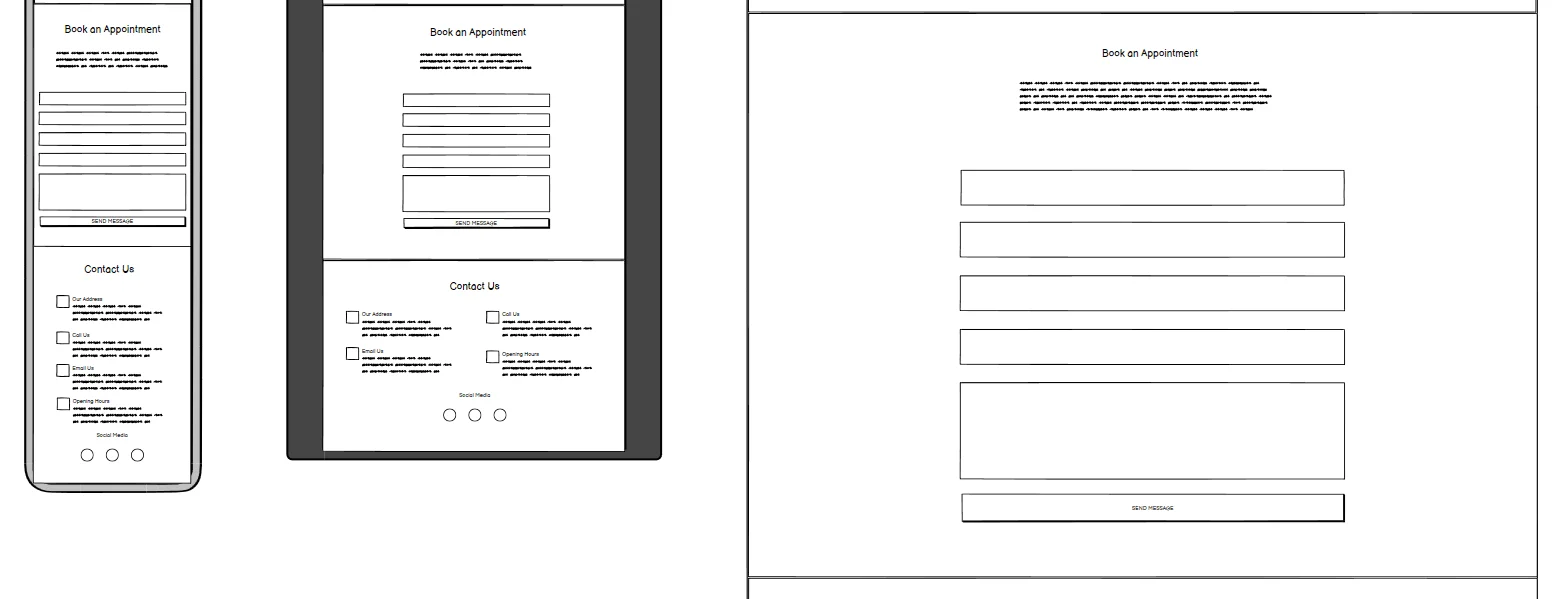 Book an Appointment
SEND MESSAGE
Contact Us
Our Address
Call Us
Email Us
Opening Hours
Social Media
Book an Appointment
SEND MESSAGE
Contact Us
Our Address
Call Us
Email Us
Opening Hours
Social Media
Book an Appointment
SEND MESSAGE